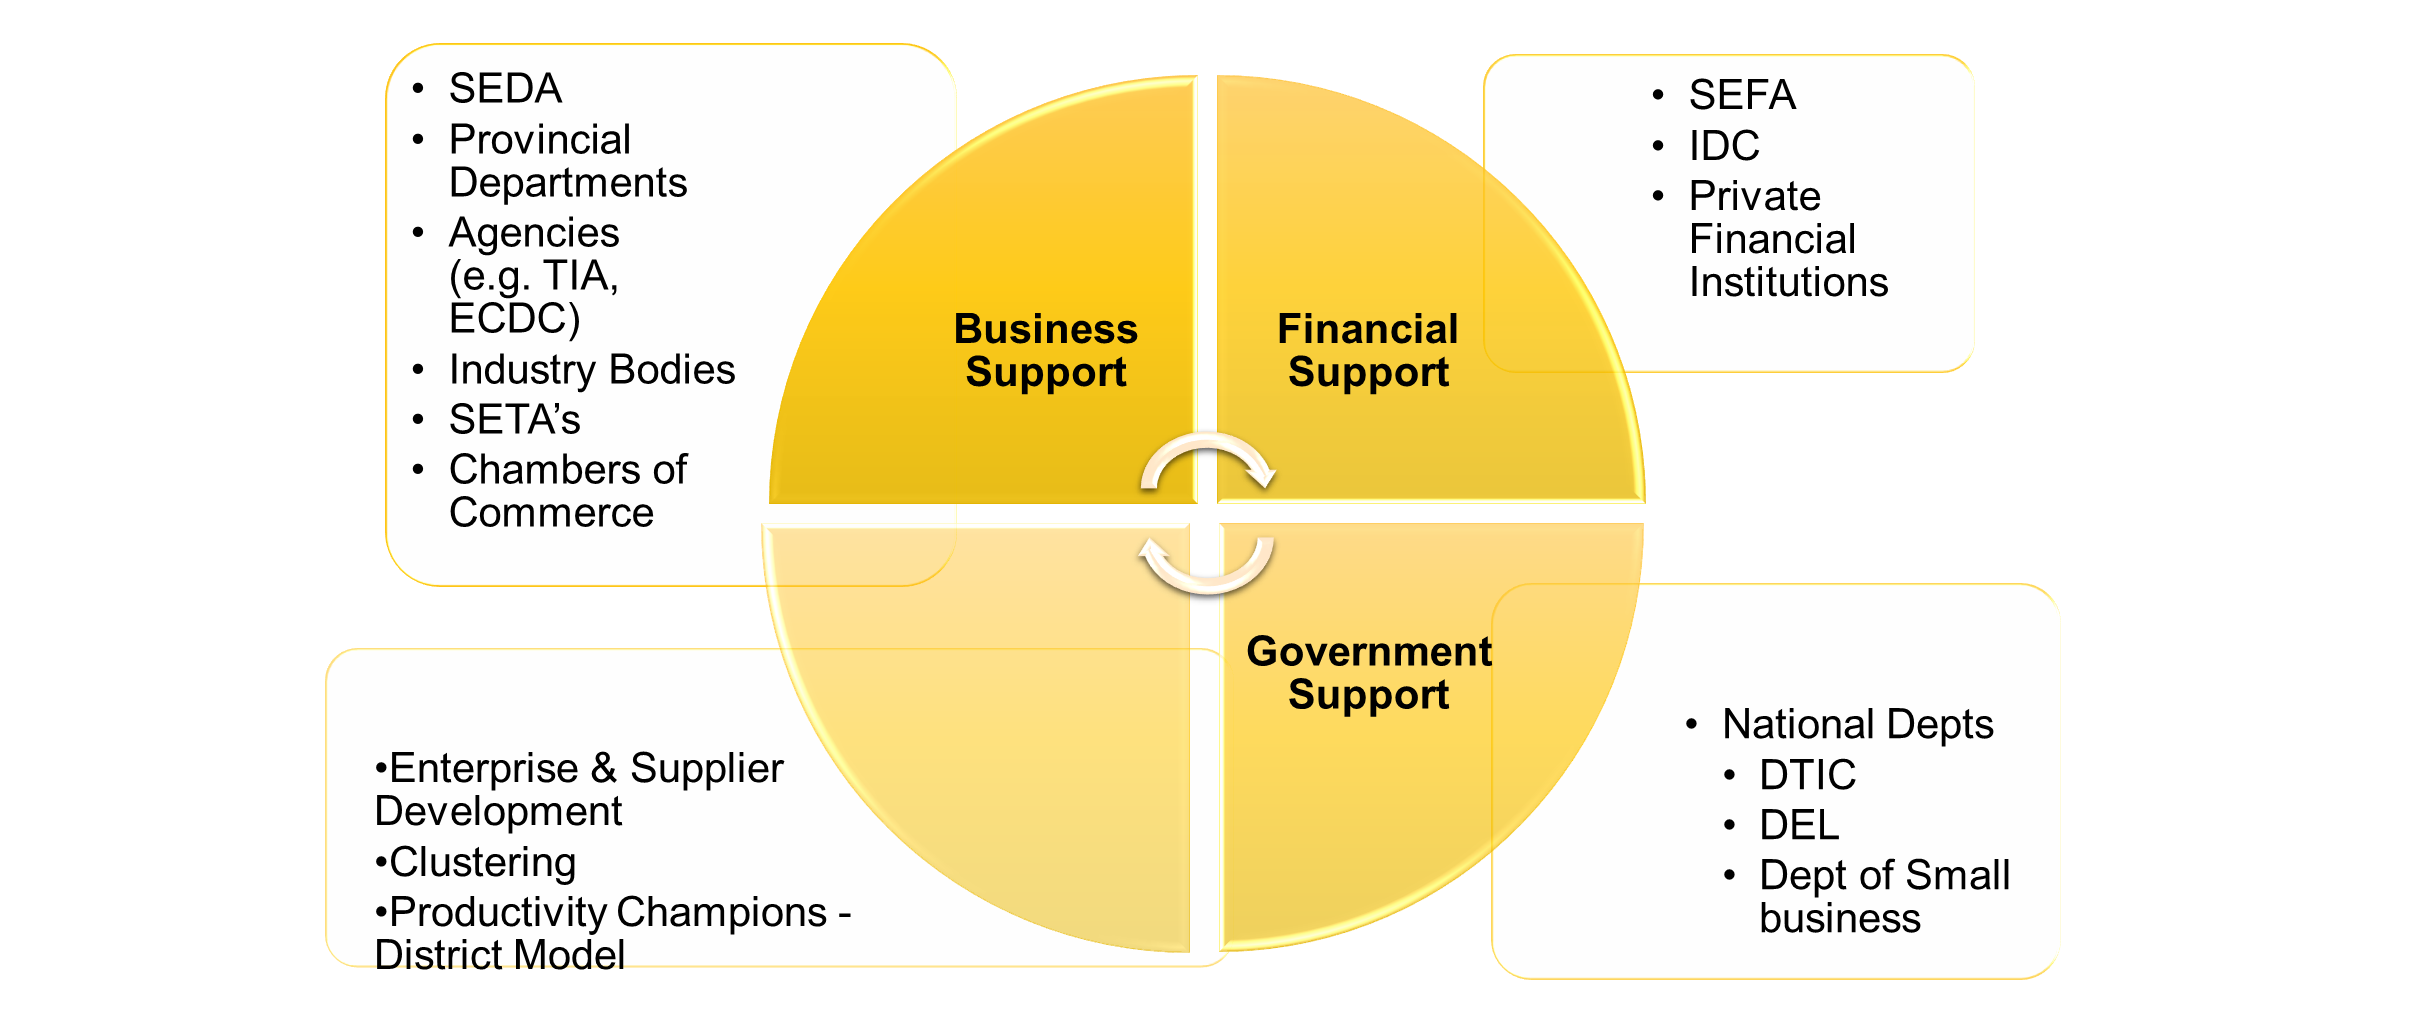 • SEDA
• Provincial
Departments
• Agencies
(e.g. TIA,
ECDC)
• Industry Bodies
• SETA’s
• Chambers of
Commerce
Business
Support
Financial
Support
• SEFA
• IDC
• Private
Financial
Institutions
•Enterprise & Supplier
Development
•Clustering
•Productivity Champions -
District Model
Government
Support
• National Depts
• DTIC
• DEL
• Dept of Small
business